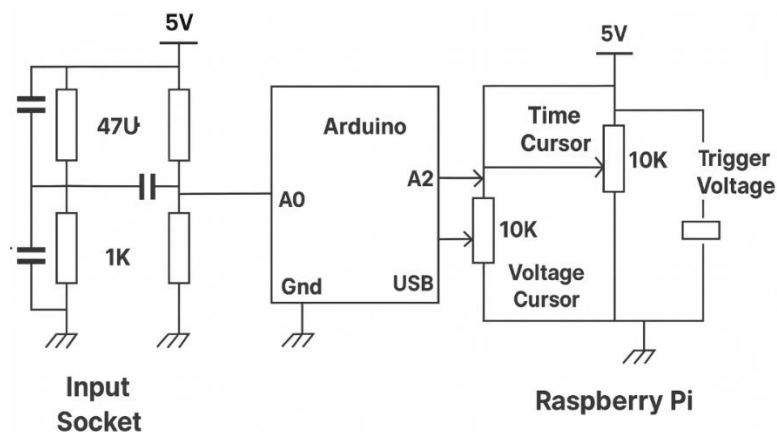 5V
47U
1K
Input
Socket
Arduino
A0
A2
Gnd
USB
5V
Time
Cursor
10K
Trigger
Voltage
10K
Voltage
Cursor
Raspberry Pi